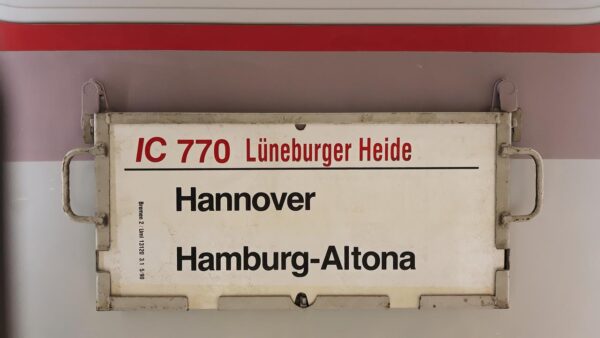 IC 770 Lüneburger Heide
Hannover
Hamburg-Altona